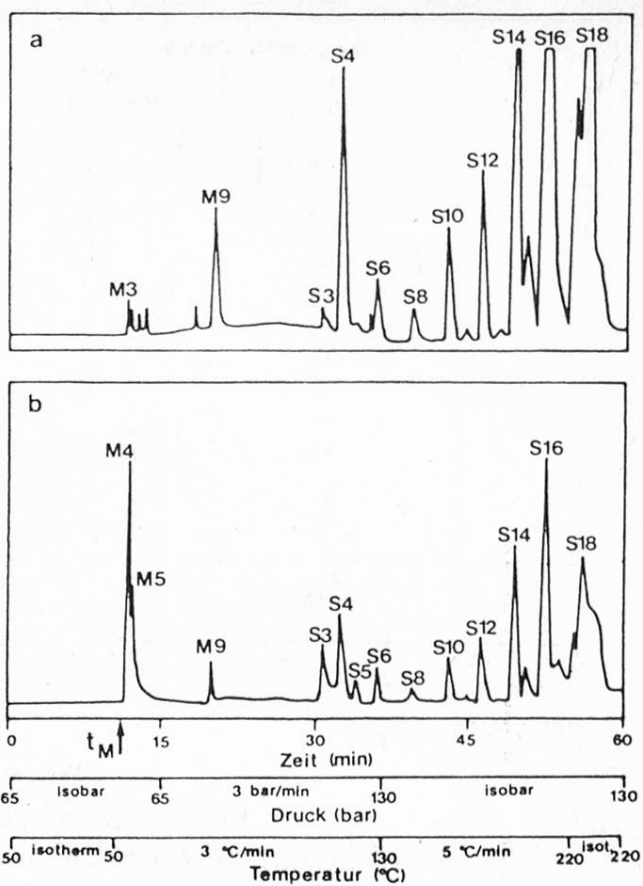 a
S14 S16 S18
S4
S12
M9
S10
S6
M3
S3
S8
b
M4
S16
S14
S18
M5
S4
S12
S3
M9
S6
S10
S5
S8
0 15 30 45 60
tM
Zeit (min)
isobar 3 bar/min isobar
65 65 130 130
Druck (bar)
isotherm 3 °C/min 5 °C/min isot.
50 50 130 220 220
Temperatur (°C)